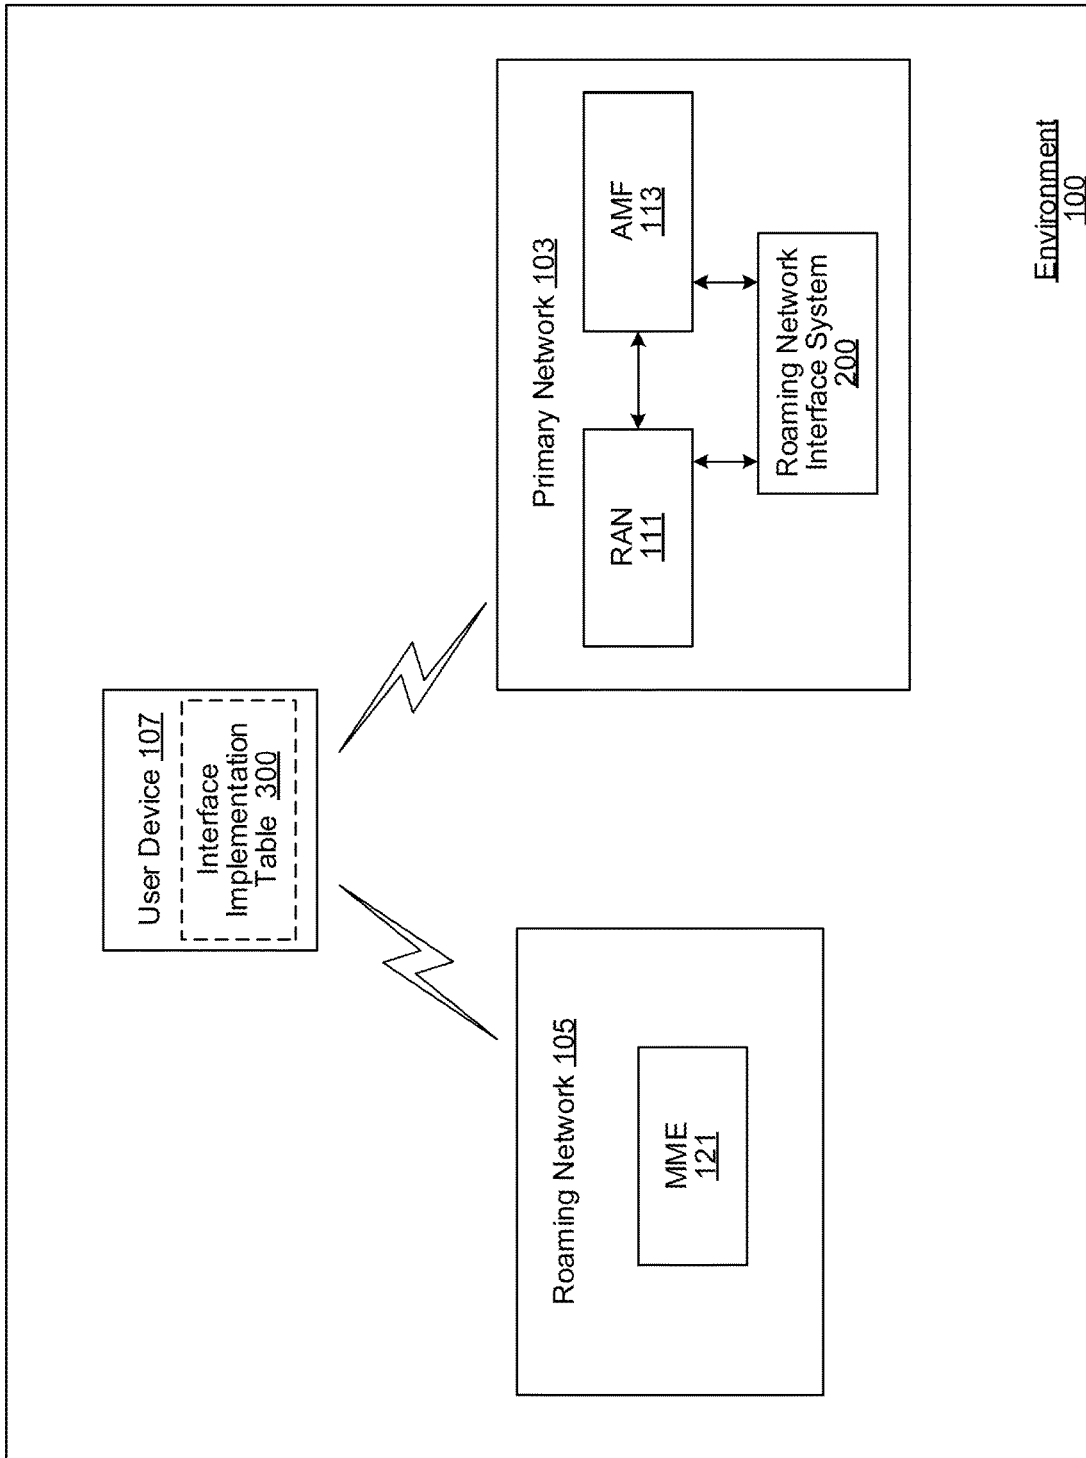 User Device 107
Interface
Implementation
Table 300
Roaming Network 105
MME
121
Primary Network 103
RAN
111
AMF
113
Roaming Network
Interface System
200
Environment
100